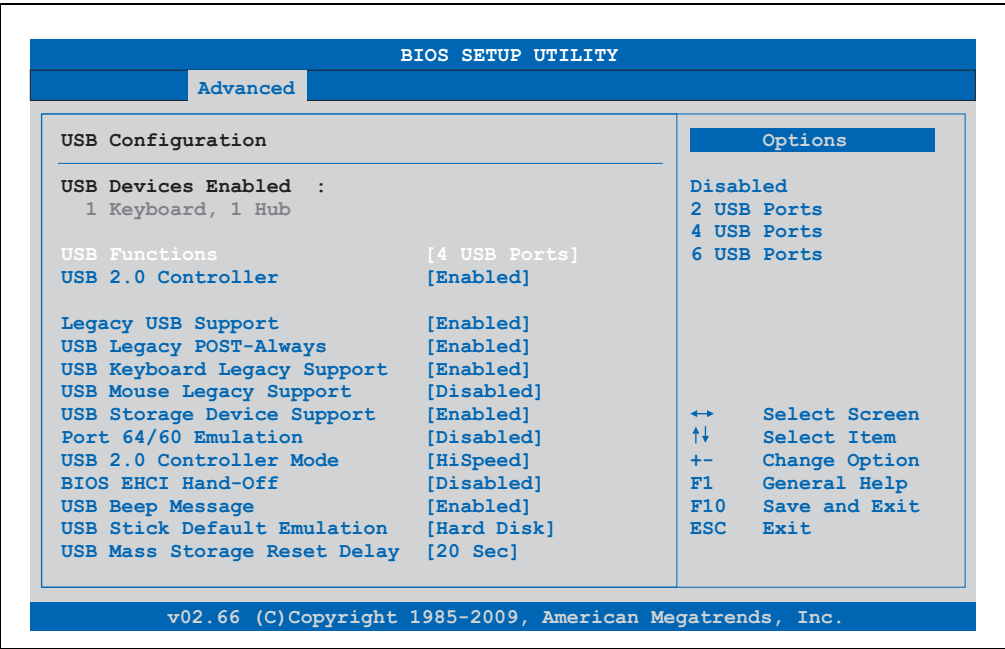 BIOS SETUP UTILITY
Advanced
USB Configuration
USB Devices Enabled :
1 Keyboard, 1 Hub
USB Functions [4 USB Ports]
USB 2.0 Controller [Enabled]
Legacy USB Support [Enabled]
USB Legacy POST-Always [Enabled]
USB Keyboard Legacy Support [Enabled]
USB Mouse Legacy Support [Disabled]
USB Storage Device Support [Enabled]
Port 64/60 Emulation [Disabled]
USB 2.0 Controller Mode [HiSpeed]
BIOS EHCI Hand-Off [Disabled]
USB Beep Message [Enabled]
USB Stick Default Emulation [Hard Disk]
USB Mass Storage Reset Delay [20 Sec]
Options
Disabled
2 USB Ports
4 USB Ports
6 USB Ports
↔ Select Screen
↑↓ Select Item
+- Change Option
F1 General Help
F10 Save and Exit
ESC Exit
v02.66 (C)Copyright 1985-2009, American Megatrends, Inc.